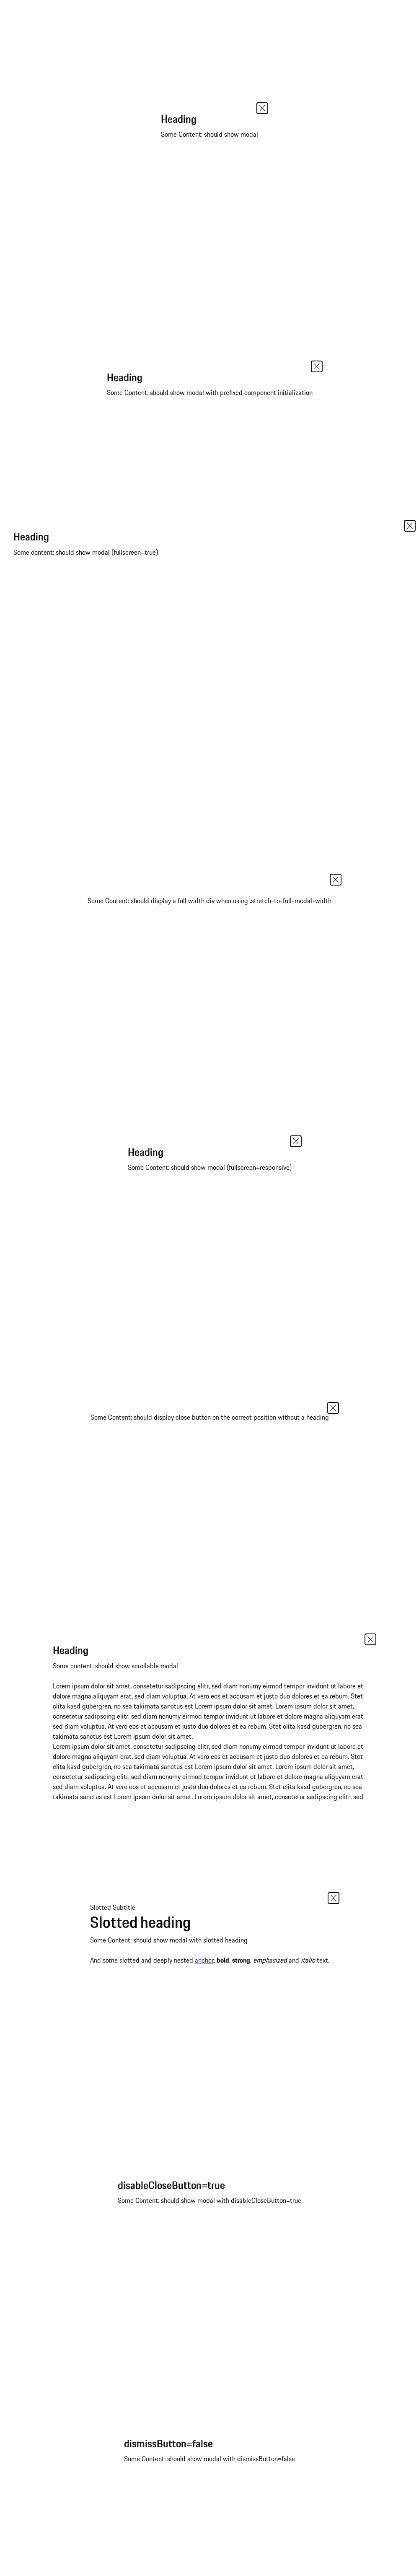 Heading
Some Content: should show modal
Heading
Some Content: should show modal with prefixed component initialization
Heading
Some content: should show modal (fullscreen=true)
Some Content: should display a full width div when using .stretch-to-full-modal-width
Heading
Some Content: should show modal (fullscreen=responsive)
Some Content: should display close button on the correct position without a heading
Heading
Some content: should show scrollable modal
Lorem ipsum dolor sit amet, consetetur sadipscing elitr, sed diam nonumy eirmod tempor invidunt ut labore et
dolore magna aliquyam erat, sed diam voluptua. At vero eos et accusam et justo duo dolores et ea rebum. Stet
clita kasd gubergren, no sea takimata sanctus est Lorem ipsum dolor sit amet. Lorem ipsum dolor sit amet,
consetetur sadipscing elitr, sed diam nonumy eirmod tempor invidunt ut labore et dolore magna aliquyam erat,
sed diam voluptua. At vero eos et accusam et justo duo dolores et ea rebum. Stet clita kasd gubergren, no sea
takimata sanctus est Lorem ipsum dolor sit amet.
Lorem ipsum dolor sit amet, consetetur sadipscing elitr, sed diam nonumy eirmod tempor invidunt ut labore et
dolore magna aliquyam erat, sed diam voluptua. At vero eos et accusam et justo duo dolores et ea rebum. Stet
clita kasd gubergren, no sea takimata sanctus est Lorem ipsum dolor sit amet. Lorem ipsum dolor sit amet,
consetetur sadipscing elitr, sed diam nonumy eirmod tempor invidunt ut labore et dolore magna aliquyam erat,
sed diam voluptua. At vero eos et accusam et justo duo dolores et ea rebum. Stet clita kasd gubergren, no sea
takimata sanctus est Lorem ipsum dolor sit amet. Lorem ipsum dolor sit amet, consetetur sadipscing elitr, sed
Slotted Subtitle
Slotted heading
Some Content: should show modal with slotted heading
And some slotted and deeply nested anchor, bold, strong, emphasized and italic text.
disableCloseButton=true
Some Content: should show modal with disableCloseButton=true
dismissButton=false
Some Content: should show modal with dismissButton=false